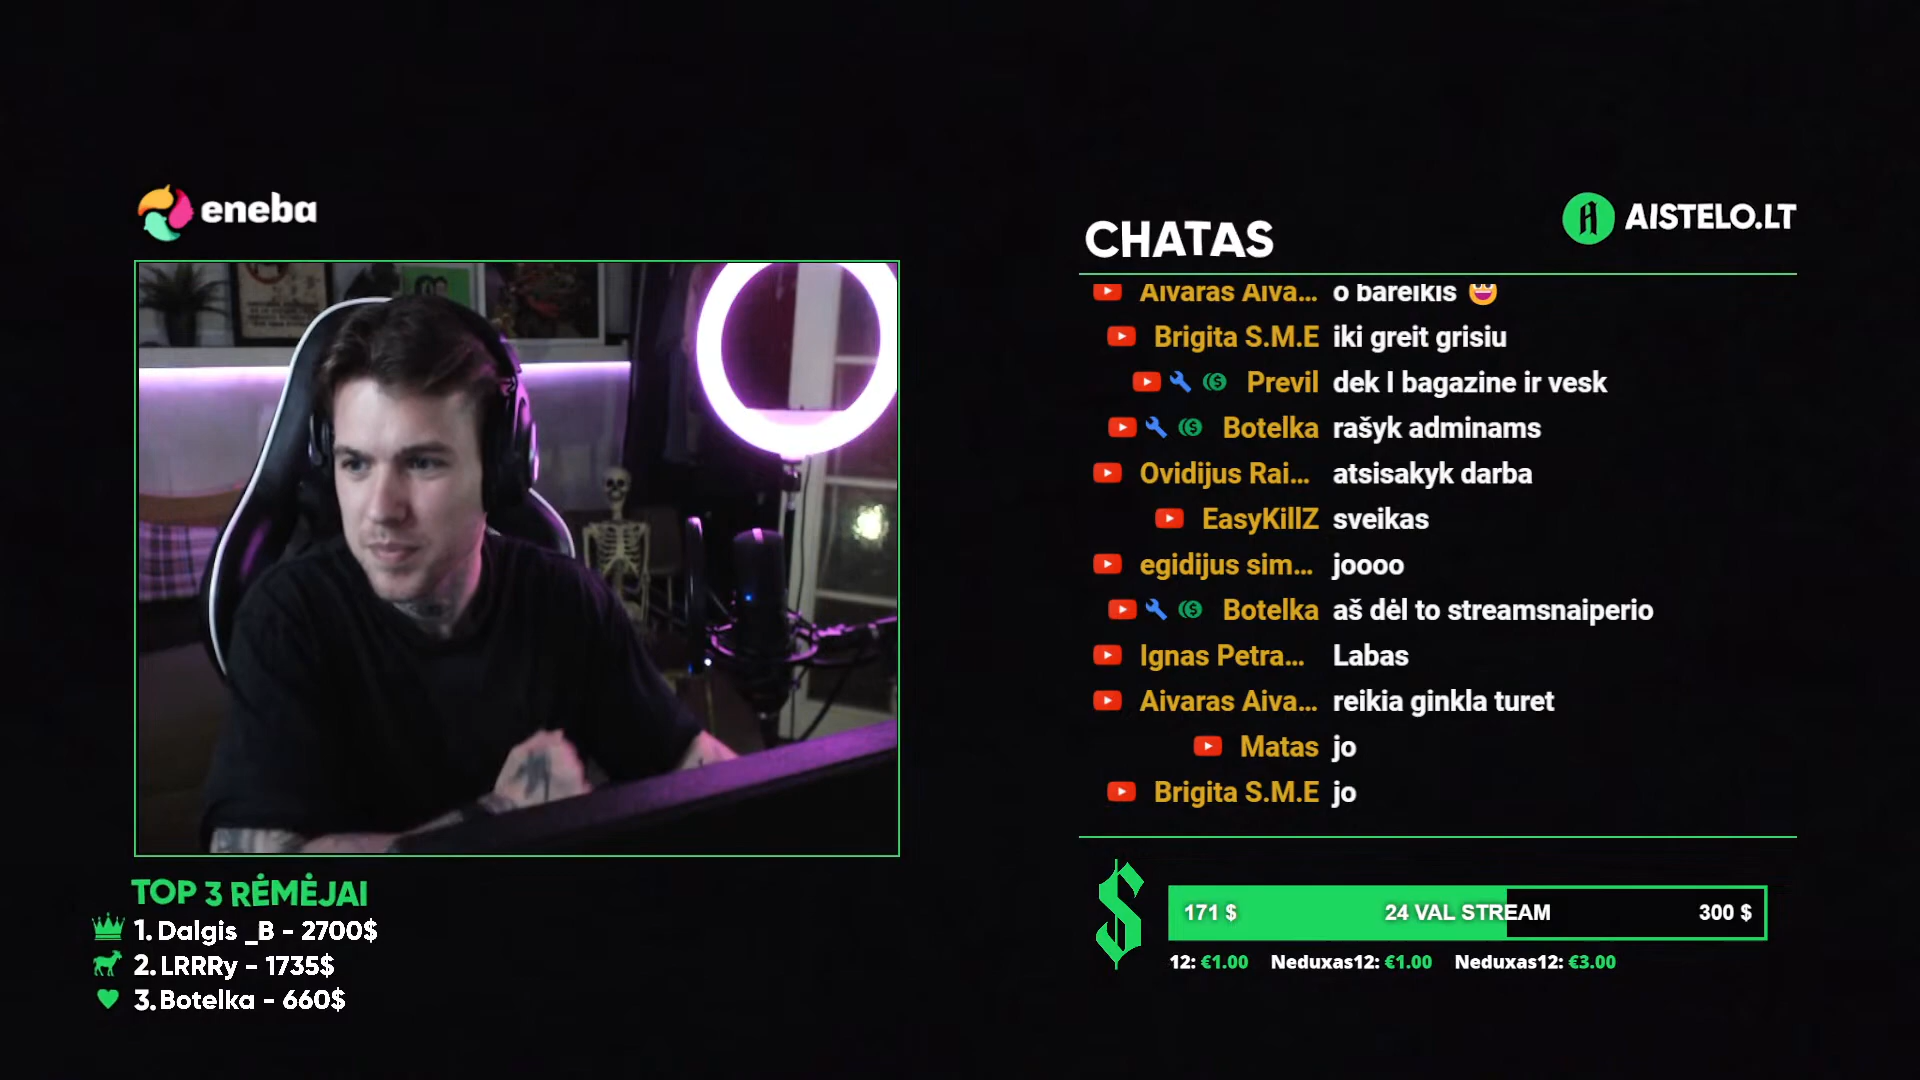 eneba
AISTELO.LT
CHATAS
Aivaras Aiva... o bareikis
Brigita S.M.E iki greit grisiu
Previl dek I bagazine ir vesk
Botelka rašyk adminams
Ovidijus Rai... atsisakyk darba
EasyKillZ sveikas
egidijus sim... joooo
Botelka aš dėl to streamsnaiperio
Ignas Petra... Labas
Aivaras Aiva... reikia ginkla turet
Matas jo
Brigita S.M.E jo
TOP 3 RĖMĖJAI
1. Dalgis _B - 2700$
2. LRRRy - 1735$
3. Botelka - 660$
$ 171 $ 24 VAL STREAM 300 $
12: €1.00 Neduxas12: €1.00 Neduxas12: €3.00